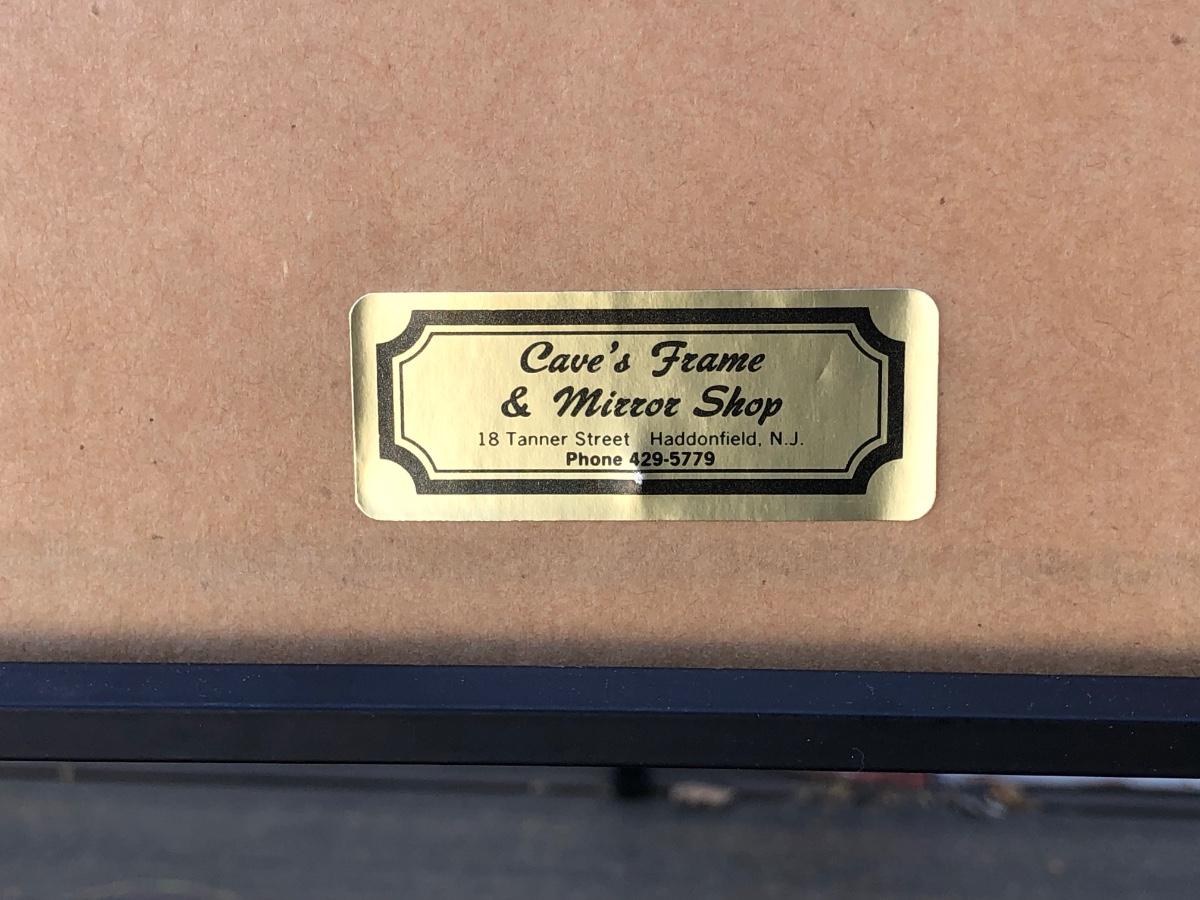 Cave's Frame
& Mirror Shop
18 Tanner Street Haddonfield, N.J.
Phone 429-5779